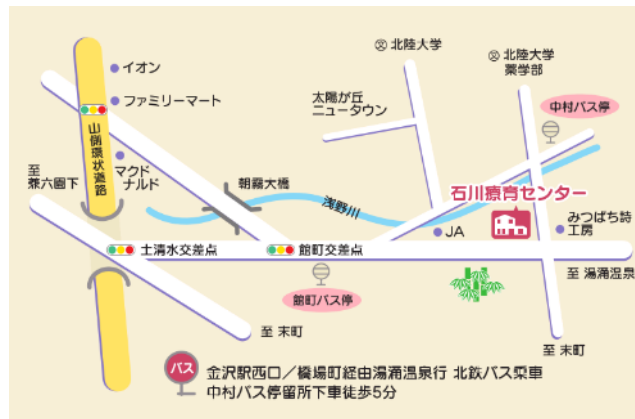 イオン
ファミリーマート
山側環状道路
マクド
ナルド
至
兼六園下
朝霧大橋
浅野川
太陽が丘
ニュータウン
北陸大学
北陸大学
薬学部
中村バス停
石川療育センター
みつばち詩
工房
JA
土清水交差点
館町交差点
館町バス停
至 湯涌温泉
至 末町
至 末町
バス
金沢駅西口／橋場町経由湯涌温泉行 北鉄バス乗車
中村バス停留所下車徒歩5分